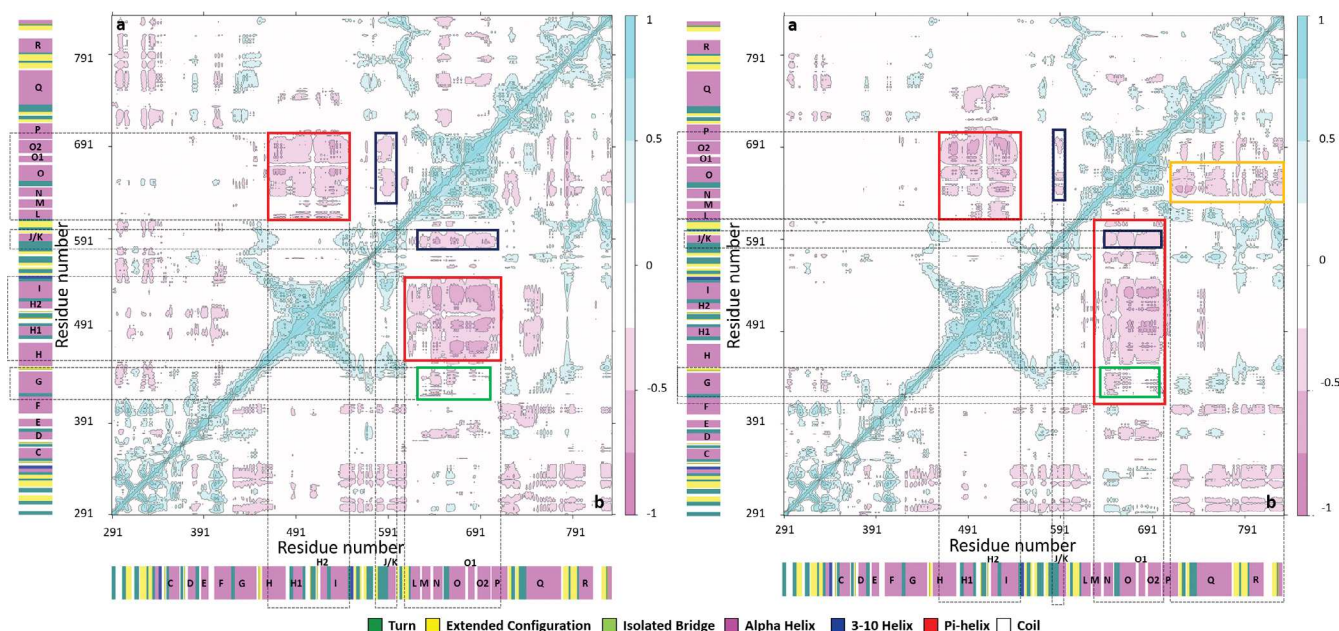 a
1
R
791
Q
0.5
P
691
O2
O1
O
N
M
L
0
J/K
591
I
H2
H1
491
H
-0.5
G
F
391
E
D
C
b
291
-1
Residue number
291 391 491 591 691 791
Residue number
H2 J/K O1
C D E F G H H1 I L M N O O2 P Q R
a
1
R
791
Q
0.5
P
691
O2
O1
O
N
M
L
0
J/K
591
I
H2
H1
491
H
-0.5
G
F
391
E
D
C
b
291
-1
Residue number
291 391 491 591 691 791
Residue number
H2 J/K O1
C D E F G H H1 I L M N O O2 P Q R
Turn Extended Configuration Isolated Bridge Alpha Helix 3-10 Helix Pi-helix Coil